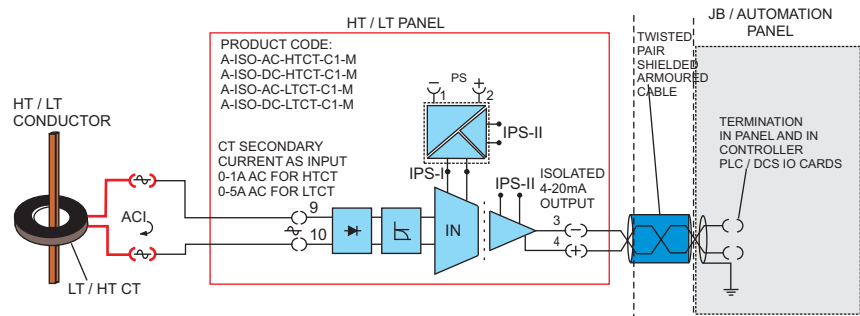 HT / LT PANEL
JB / AUTOMATION
PANEL
PRODUCT CODE:
A-ISO-AC-HTCT-C1-M
A-ISO-DC-HTCT-C1-M
A-ISO-AC-LTCT-C1-M
A-ISO-DC-LTCT-C1-M
PS
1
2
IPS-II
TWISTED
PAIR
SHIELDED
ARMOURED
CABLE
HT / LT
CONDUCTOR
TERMINATION
IN PANEL AND IN
CONTROLLER
PLC / DCS IO CARDS
CT SECONDARY
CURRENT AS INPUT
0-1A AC FOR HTCT
0-5A AC FOR LTCT
IPS-I
IPS-II
ISOLATED
4-20mA
OUTPUT
ACI
9
10
IN
3
4
LT / HT CT